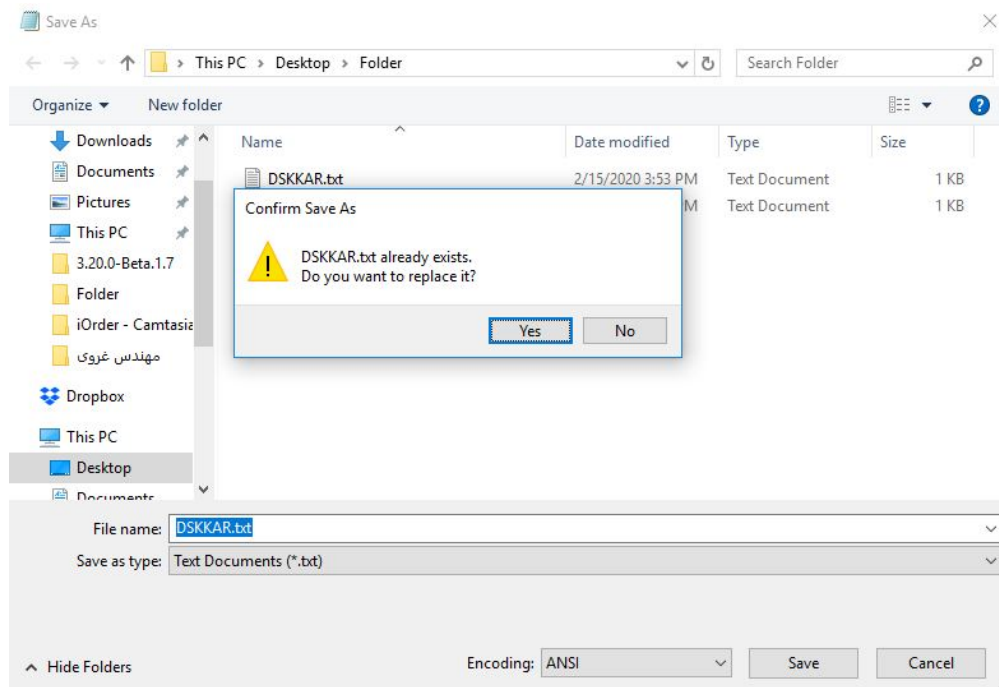 Save As
This PC > Desktop > Folder
Search Folder
Organize
New folder
Downloads
Documents
Pictures
This PC
3.20.0-Beta.1.7
Folder
iOrder - Camtasia
مهندس غروی
Dropbox
This PC
Desktop
Documents
Name Date modified Type Size
DSKKAR.txt 2/15/2020 3:53 PM Text Document 1 KB
M Text Document 1 KB
Confirm Save As
DSKKAR.txt already exists.
Do you want to replace it?
Yes No
File name: DSKKAR.txt
Save as type: Text Documents (*.txt)
Hide Folders
Encoding: ANSI
Save
Cancel